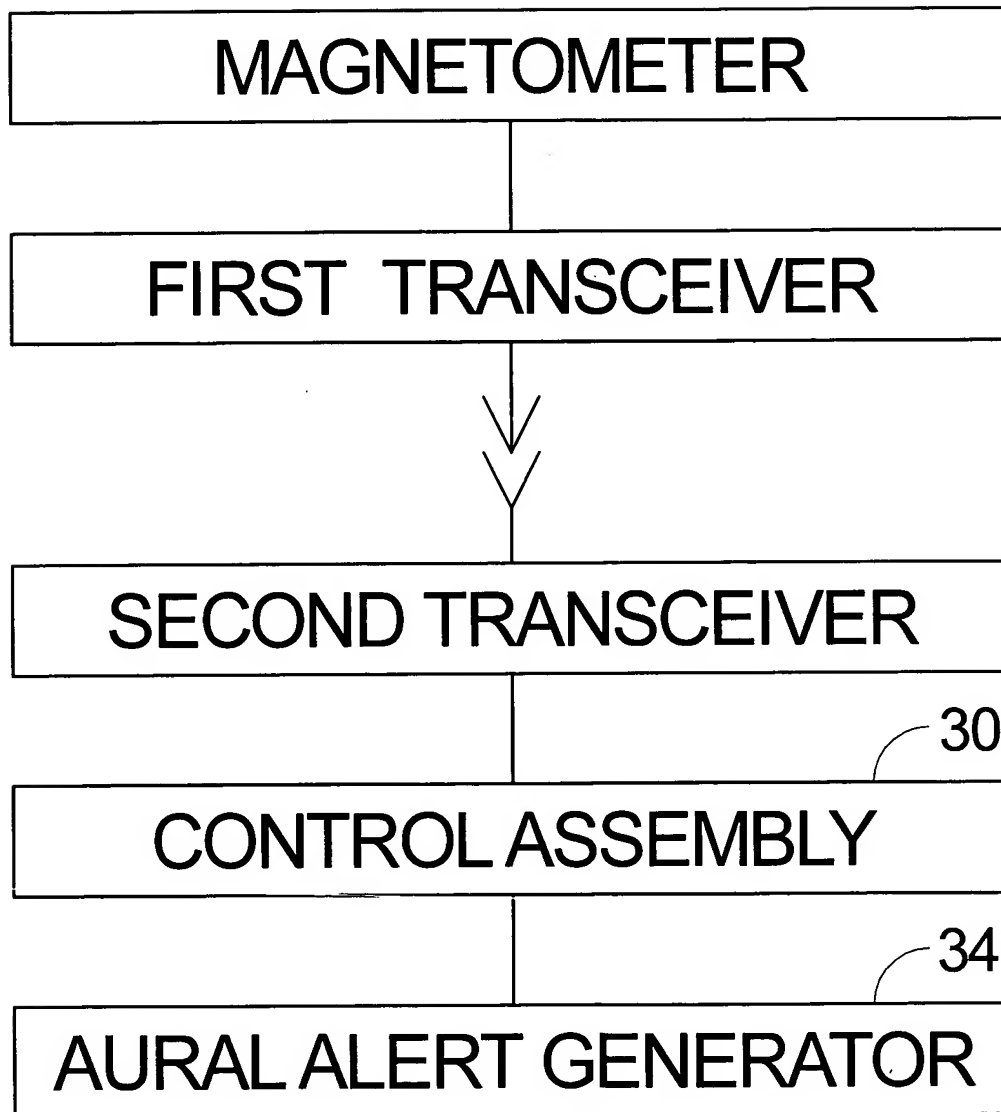 MAGNETOMETER
FIRST TRANSCEIVER
SECOND TRANSCEIVER
30
CONTROL ASSEMBLY
34
AURAL ALERT GENERATOR